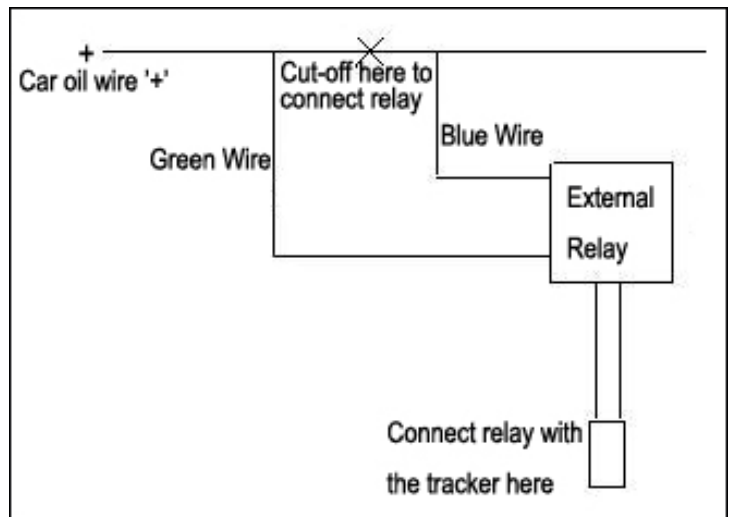 +
Car oil wire '+'
Cut-off here to
connect relay
Green Wire
Blue Wire
External
Relay
Connect relay with
the tracker here